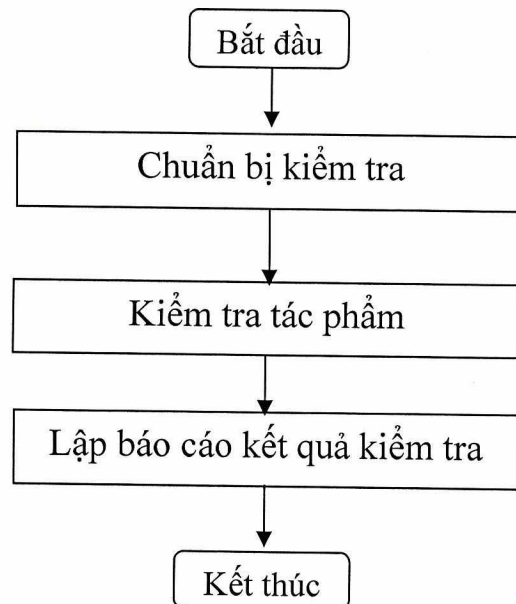 Bắt đầu
Chuẩn bị kiểm tra
Kiểm tra tác phẩm
Lập báo cáo kết quả kiểm tra
Kết thúc